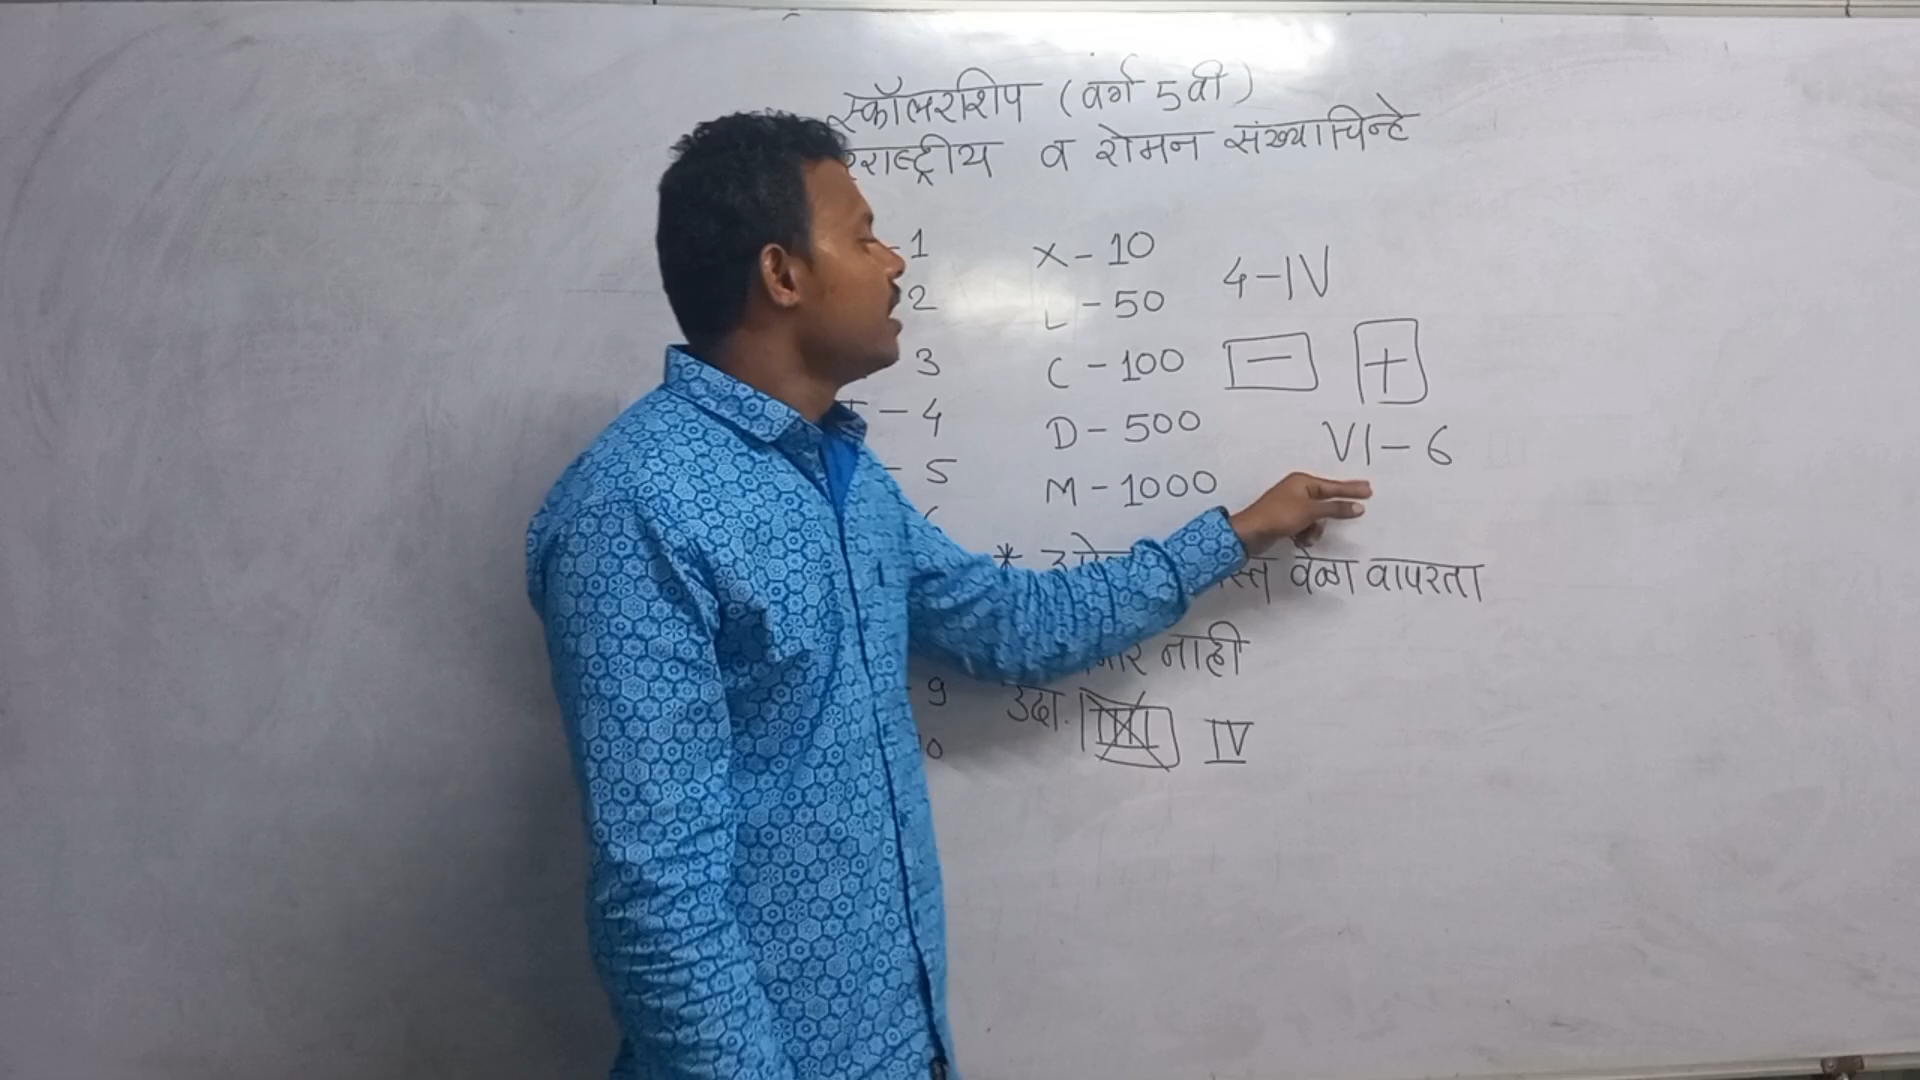 स्कॉलरशिप (वर्ग 5 वी)
व रोमन संख्याचिन्हे
- 1
2
3
- 4
- 5
- 9
X - 10
L - 50
C - 100
D - 500
M - 1000
4 - IV
− +
VI - 6
* वेळा वापरता
नाही
उदा. IIII IV